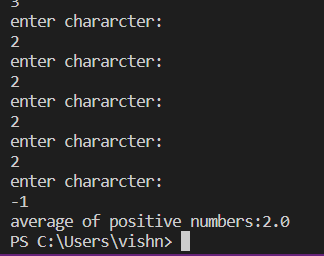 3
enter chararcter:
2
enter chararcter:
2
enter chararcter:
2
enter chararcter:
2
enter chararcter:
-1
average of positive numbers:2.0
PS C:\Users\vishn>